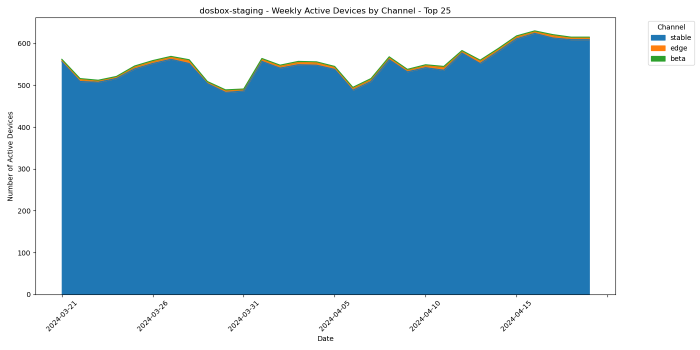 dosbox-staging - Weekly Active Devices by Channel - Top 25
Number of Active Devices
600
500
400
300
200
100
0
2024-03-21
2024-03-26
2024-03-31
2024-04-05
2024-04-10
2024-04-15
Date
Channel
stable
edge
beta